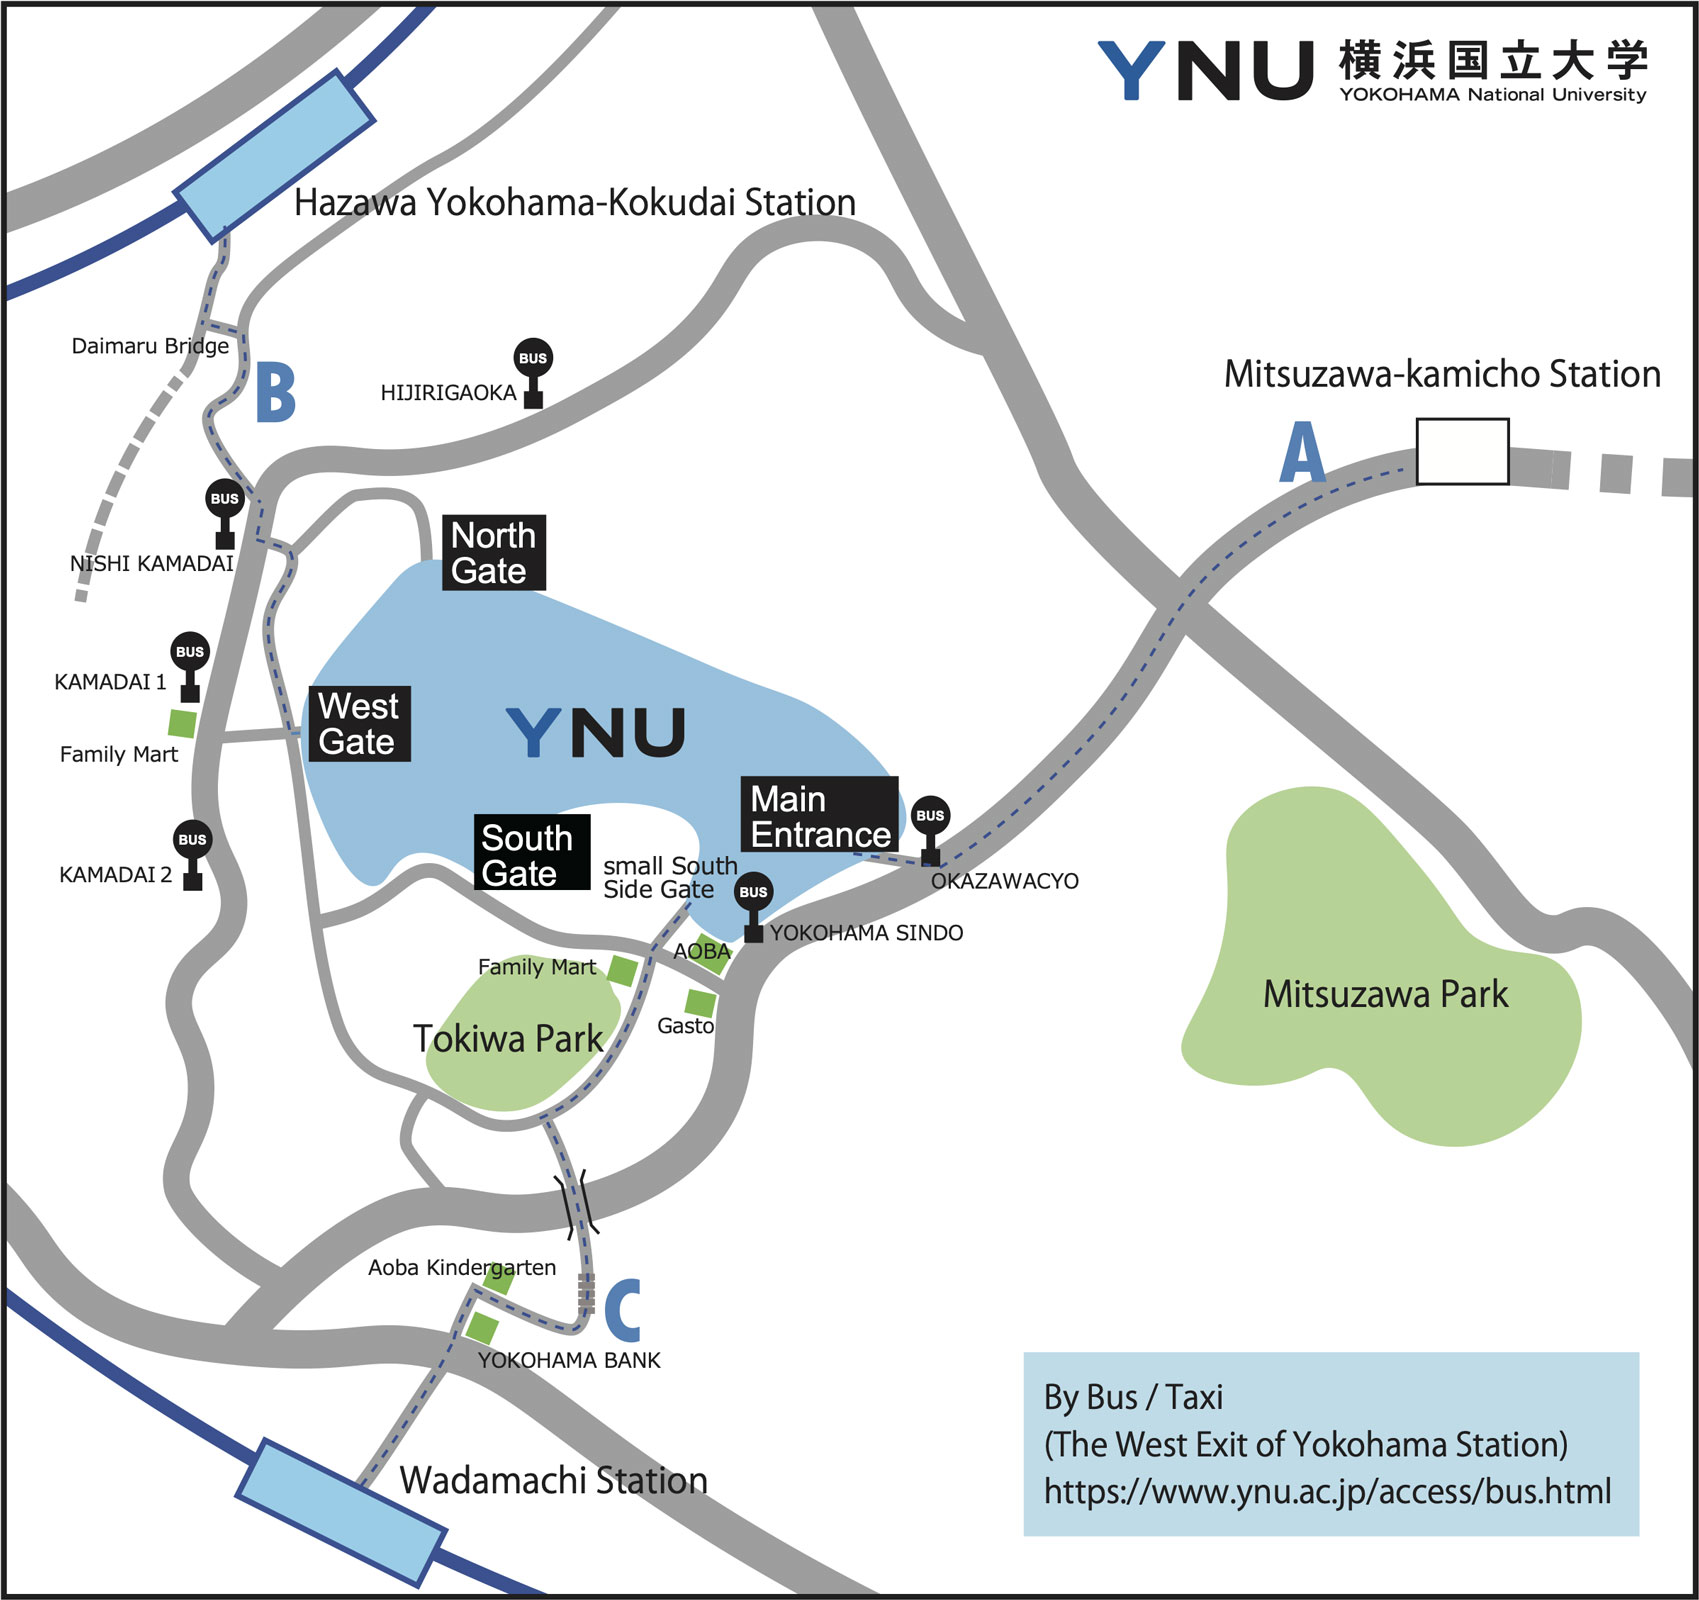 YNU 横浜国立大学
YOKOHAMA National University
Hazawa Yokohama-Kokudai Station
Daimaru Bridge
B
BUS
HIJIRIGAOKA
Mitsuzawa-kamicho Station
A
BUS
NISHI KAMADAI
North
Gate
BUS
KAMADAI 1
Family Mart
West
Gate
YNU
Main
Entrance
BUS
OKAZAWACYO
BUS
KAMADAI 2
South
Gate
small South
Side Gate
BUS
YOKOHAMA SINDO
AOBA
Family Mart
Gasto
Tokiwa Park
Mitsuzawa Park
Aoba Kindergarten
C
YOKOHAMA BANK
Wadamachi Station
By Bus / Taxi
(The West Exit of Yokohama Station)
https://www.ynu.ac.jp/access/bus.html